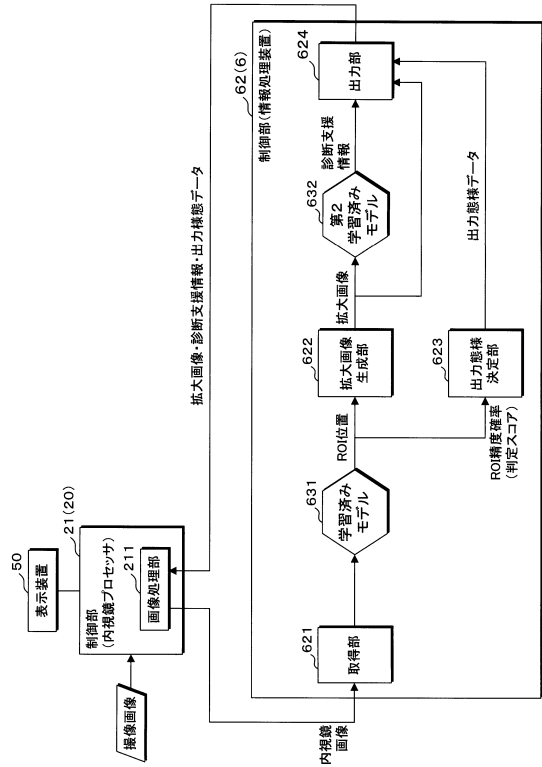 50
表示装置
21(20)
制御部
(内視鏡プロセッサ)
211
画像処理部
撮像画像
拡大画像・診断支援情報・出力様態データ
内視鏡
画像
62(6)
制御部(情報処理装置)
621
取得部
631
学習済み
モデル
ROI位置
622
拡大画像
生成部
拡大画像
632
第2
学習済み
モデル
診断支援
情報
624
出力部
ROI精度確率
(判定スコア)
623
出力態様
決定部
出力態様データ